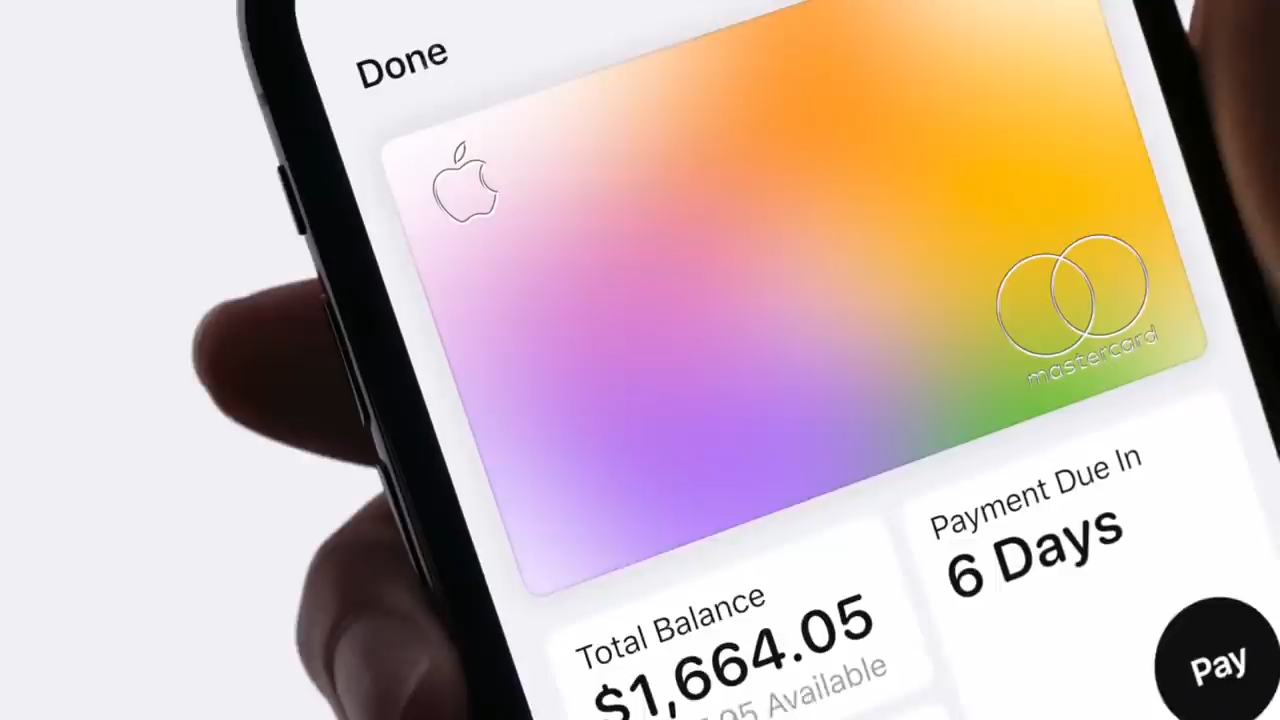 Done
mastercard
Payment Due In
6 Days
Total Balance
$1,664.05
Available
Pay